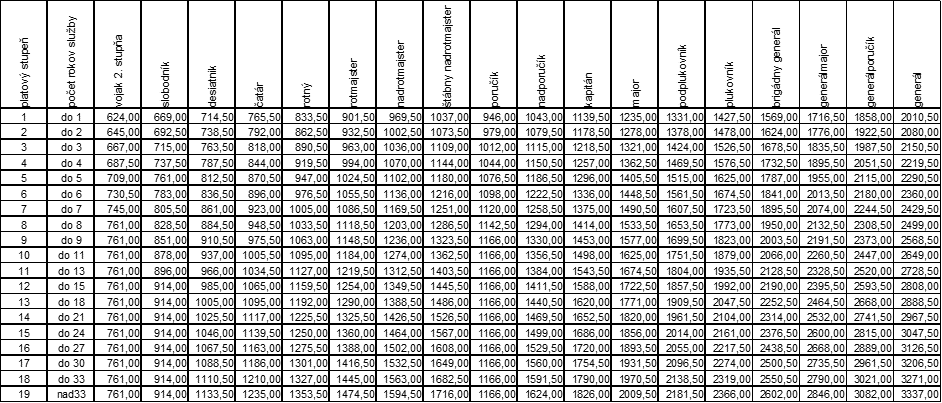 platový stupeň počet rokov služby vojak 2. stupňa slobodník desiatnik čatár rotný rotmajster nadrotmajster štábny nadrotmajster poručík nadporučík kapitán major podplukovník plukovník brigádny generál generálmajor generálporučík generál
1 do 1 624,00 669,00 714,50 765,50 833,50 901,50 969,50 1037,00 946,00 1043,00 1139,50 1235,00 1331,00 1427,50 1569,00 1716,50 1858,00 2010,50
2 do 2 645,00 692,50 738,50 792,00 862,50 932,50 1002,00 1073,50 979,00 1079,50 1178,50 1278,00 1378,00 1478,00 1624,00 1776,00 1922,50 2080,00
3 do 3 667,00 715,00 763,50 818,00 890,50 963,00 1036,00 1109,00 1012,00 1115,00 1218,50 1321,00 1424,00 1526,50 1678,50 1835,50 1987,50 2150,50
4 do 4 687,50 737,50 787,50 844,00 919,50 994,00 1070,00 1144,00 1044,00 1150,50 1257,00 1362,50 1469,50 1576,50 1732,50 1895,50 2051,50 2219,50
5 do 5 709,00 761,00 812,50 870,50 947,00 1024,50 1102,00 1180,00 1076,50 1186,50 1296,00 1405,50 1515,00 1625,00 1787,00 1955,00 2115,00 2290,50
6 do 6 730,50 783,00 836,50 896,00 976,50 1055,50 1136,00 1216,00 1098,00 1222,50 1336,00 1448,50 1561,50 1674,50 1841,00 2013,50 2180,00 2360,00
7 do 7 745,00 805,50 861,00 923,00 1005,00 1086,50 1169,50 1251,00 1120,00 1258,50 1375,00 1490,50 1607,50 1723,50 1895,50 2074,00 2244,50 2429,50
8 do 8 761,00 828,50 884,50 948,50 1033,50 1118,50 1203,00 1286,50 1142,50 1294,00 1414,00 1533,50 1653,50 1773,00 1950,00 2132,50 2308,50 2499,00
9 do 9 761,00 851,00 910,50 975,50 1063,00 1148,50 1236,00 1323,50 1166,00 1330,00 1453,00 1577,00 1699,50 1823,00 2003,50 2191,50 2373,00 2568,50
10 do 11 761,00 878,00 937,00 1005,50 1095,00 1184,00 1274,00 1362,50 1166,00 1356,50 1498,00 1625,00 1751,50 1879,00 2066,00 2260,50 2447,00 2649,00
11 do 13 761,00 896,00 966,00 1034,50 1127,00 1219,50 1312,50 1403,50 1166,00 1384,00 1543,50 1674,50 1804,00 1935,50 2128,50 2328,50 2520,00 2728,50
12 do 15 761,00 914,00 985,00 1065,00 1159,50 1254,00 1349,50 1445,50 1166,00 1411,50 1588,00 1722,50 1857,50 1992,00 2190,00 2395,50 2593,50 2808,00
13 do 18 761,00 914,00 1005,00 1095,00 1192,00 1290,00 1388,50 1486,00 1166,00 1440,50 1620,00 1771,00 1909,50 2047,50 2252,50 2464,50 2668,00 2888,50
14 do 21 761,00 914,00 1025,50 1117,00 1225,50 1325,50 1426,50 1526,50 1166,00 1469,50 1652,50 1820,00 1961,50 2104,00 2314,00 2532,00 2741,50 2967,50
15 do 24 761,00 914,00 1046,00 1139,50 1250,00 1360,00 1464,00 1567,00 1166,00 1499,00 1686,00 1856,00 2014,00 2161,00 2376,50 2600,00 2815,00 3047,50
16 do 27 761,00 914,00 1067,50 1163,00 1275,50 1388,00 1502,00 1608,00 1166,00 1529,50 1720,00 1893,50 2055,00 2217,50 2438,50 2668,00 2889,00 3126,50
17 do 30 761,00 914,00 1088,50 1186,00 1301,00 1416,50 1532,50 1649,00 1166,00 1560,00 1754,50 1931,50 2096,50 2274,00 2500,00 2735,50 2961,50 3206,50
18 do 33 761,00 914,00 1110,50 1210,00 1327,00 1445,00 1563,00 1682,50 1166,00 1591,50 1790,00 1970,50 2138,50 2319,00 2550,50 2790,00 3021,00 3271,00
19 nad33 761,00 914,00 1133,50 1235,00 1353,50 1474,50 1594,50 1716,00 1166,00 1624,00 1826,00 2009,50 2181,50 2366,00 2602,00 2846,00 3082,00 3337,00